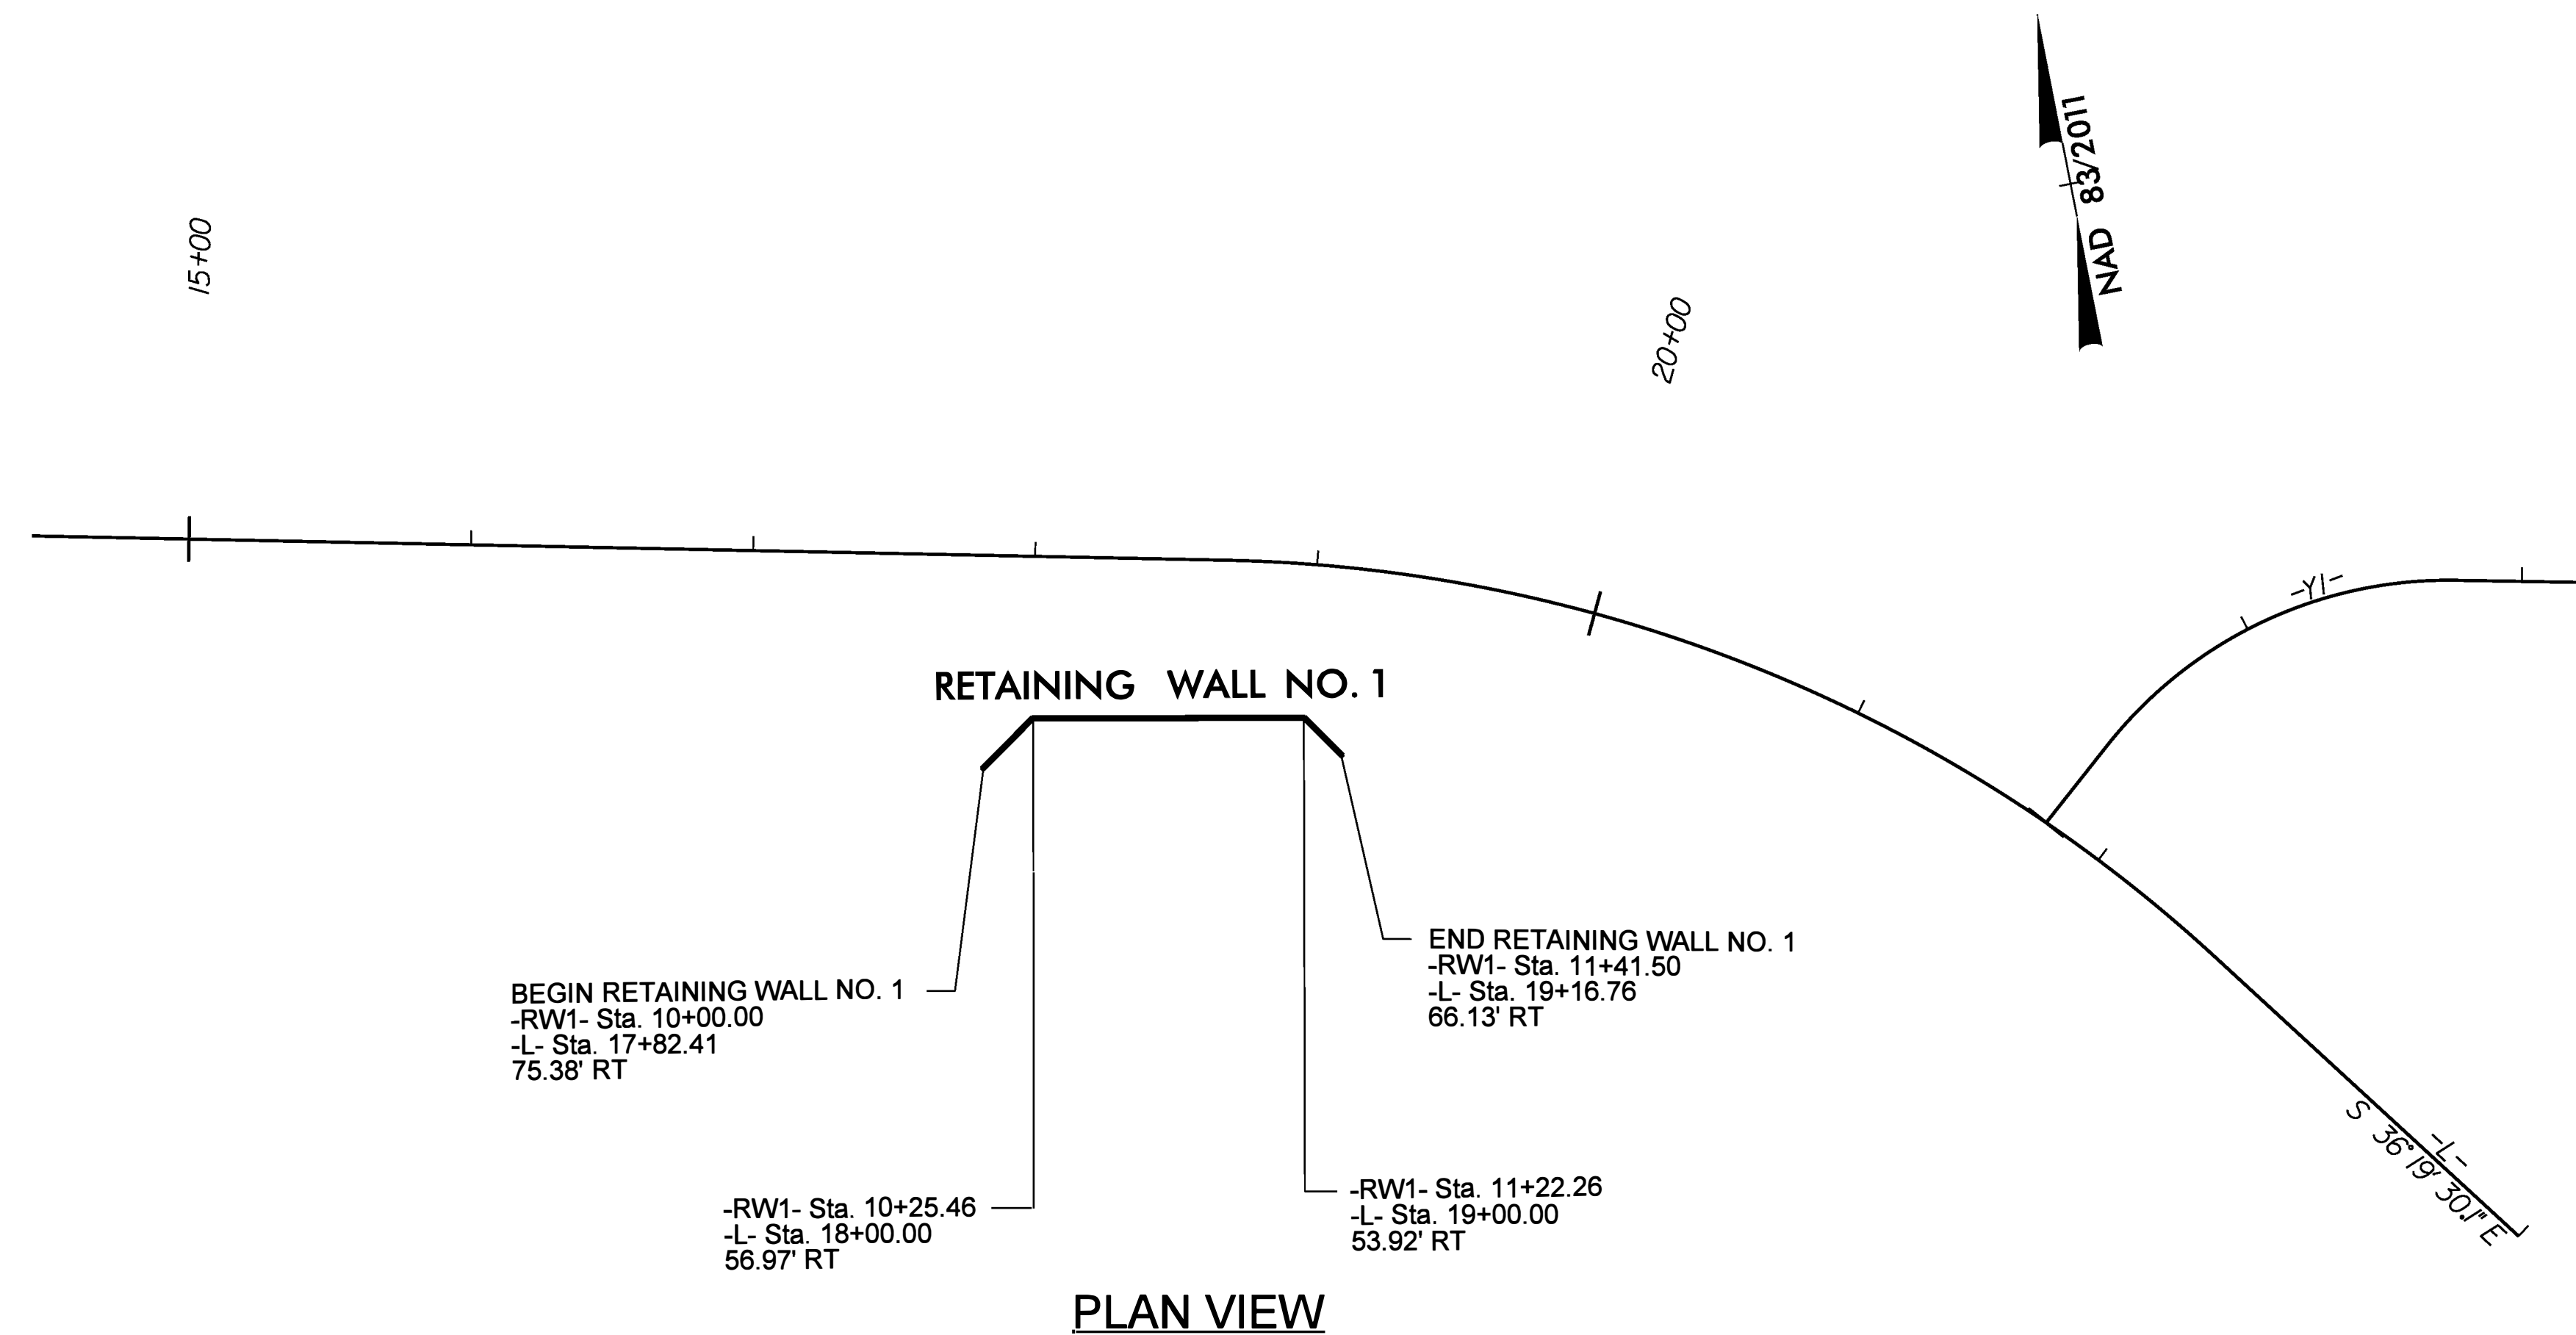 NAD 83/2011
15+00
20+00
-Y1-
RETAINING WALL NO. 1
END RETAINING WALL NO. 1
-RW1- Sta. 11+41.50
-L- Sta. 19+16.76
66.13' RT
BEGIN RETAINING WALL NO. 1
-RW1- Sta. 10+00.00
-L- Sta. 17+82.41
75.38' RT
-L-
S 36°19'30.1" E
-RW1- Sta. 10+25.46
-L- Sta. 18+00.00
56.97' RT
-RW1- Sta. 11+22.26
-L- Sta. 19+00.00
53.92' RT
PLAN VIEW